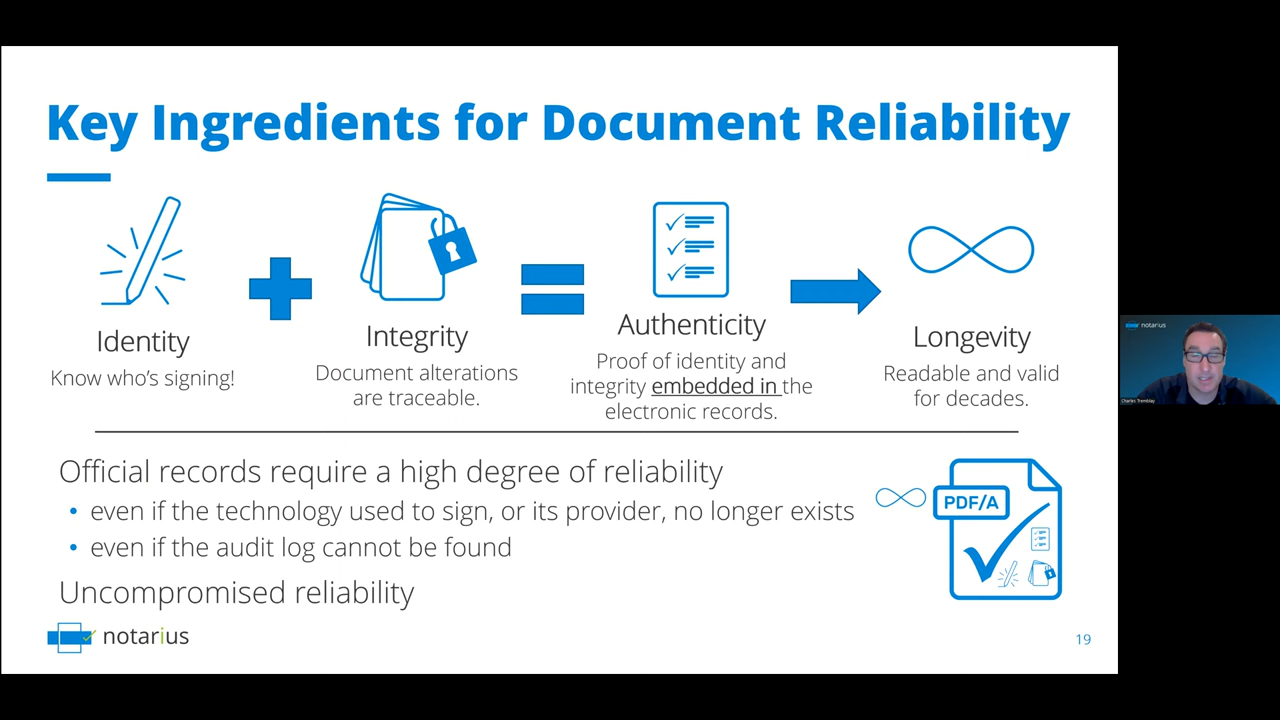 Key Ingredients for Document Reliability
Identity
Know who's signing!
Integrity
Document alterations
are traceable.
Authenticity
Proof of identity and
integrity embedded in the
electronic records.
Longevity
Readable and valid
for decades.
Official records require a high degree of reliability
• even if the technology used to sign, or its provider, no longer exists
• even if the audit log cannot be found
Uncompromised reliability
PDF/A
notarius
19
notarius
Charles Tremblay